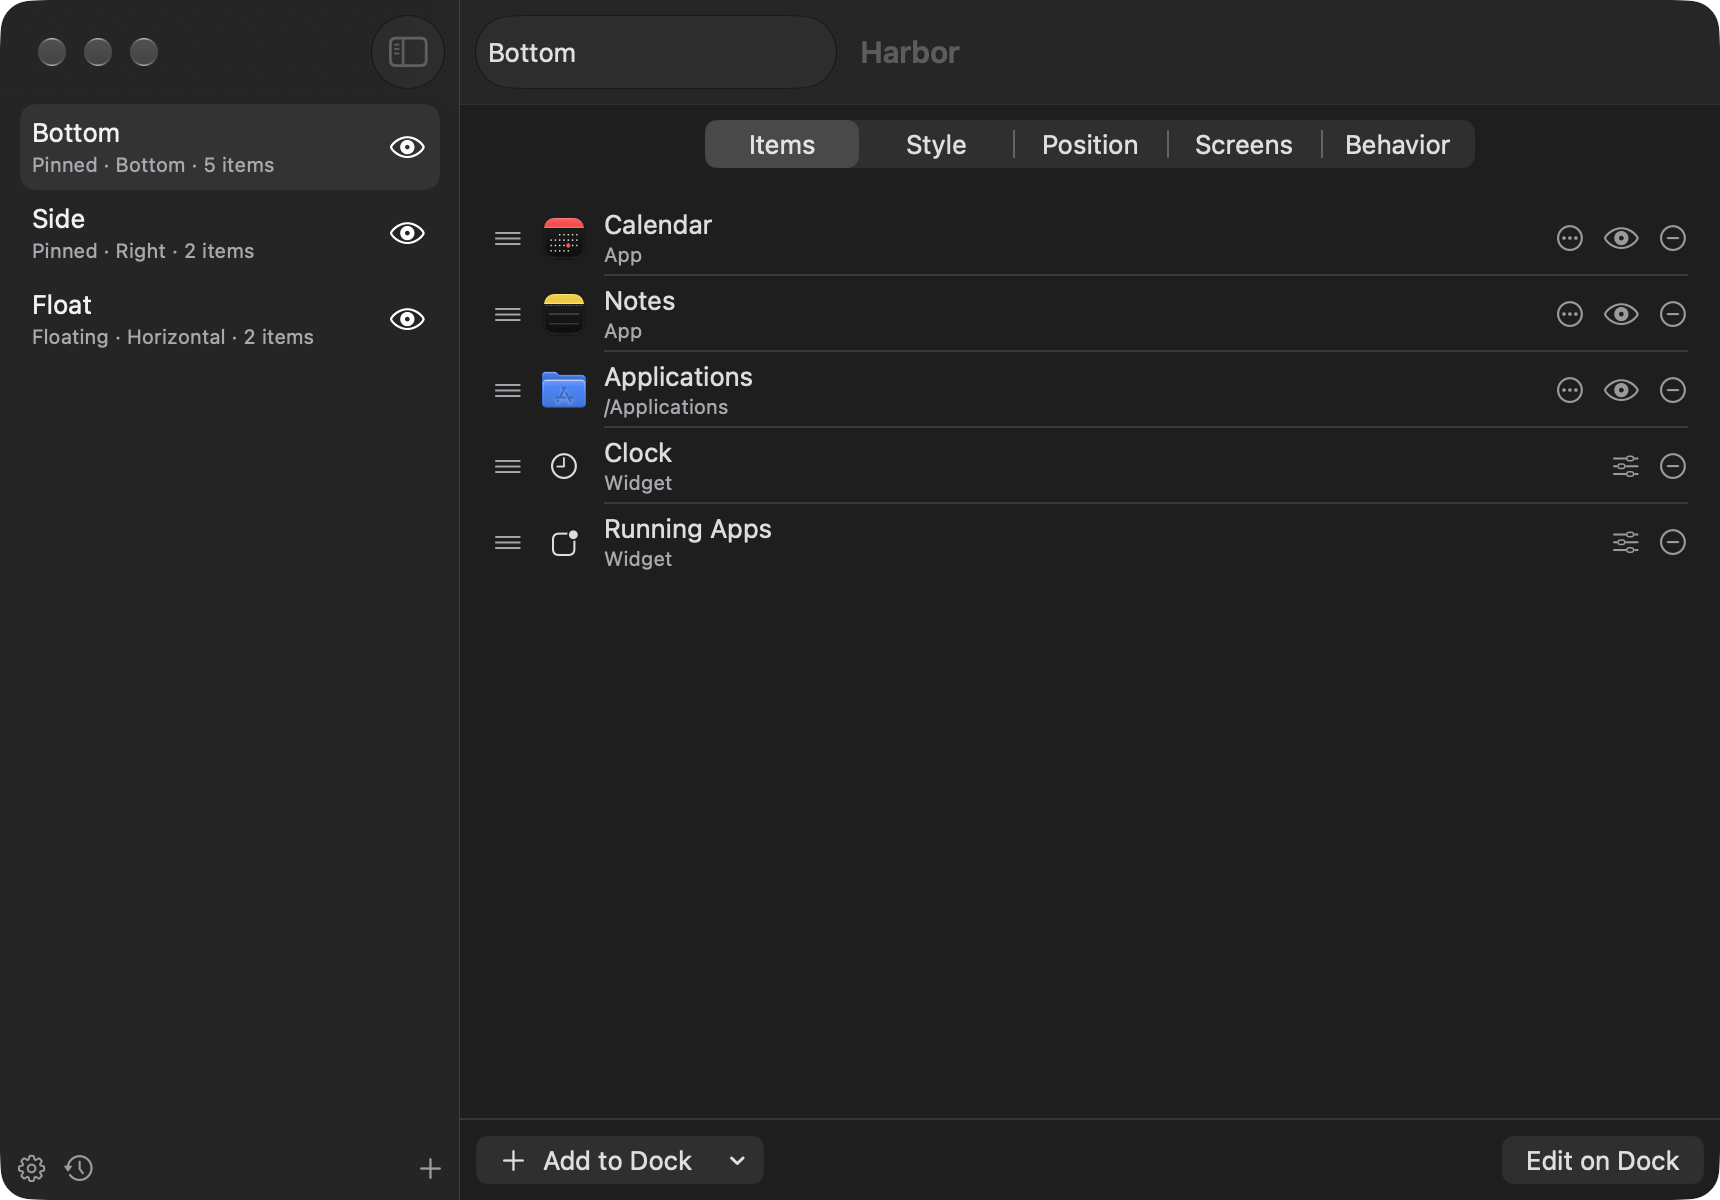 Bottom
Pinned · Bottom · 5 items
Side
Pinned · Right · 2 items
Float
Floating · Horizontal · 2 items
Bottom
Harbor
Items
Style
Position
Screens
Behavior
Calendar
App
Notes
App
Applications
/Applications
Clock
Widget
Running Apps
Widget
Add to Dock
Edit on Dock